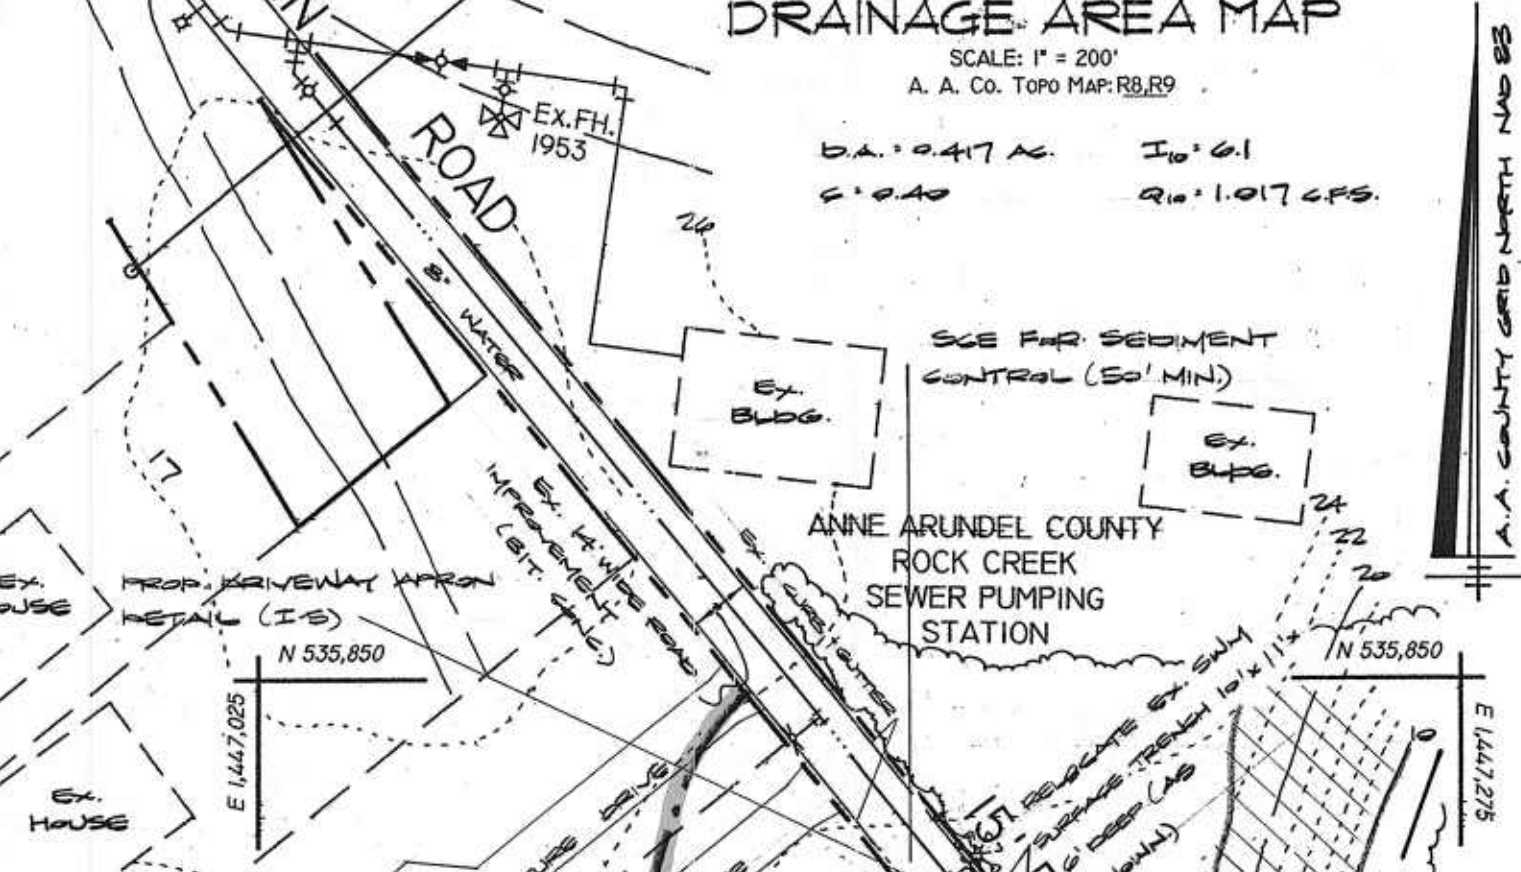 DRAINAGE AREA MAP
SCALE: 1" = 200'
A. A. CO. TOPO MAP: R8,R9
D.A. = 0.417 AC.
I10 = 6.1
C = 0.40
Q10 = 1.017 C.F.S.
A.A. COUNTY GRID NORTH NAD 83
ROAD
EX.FH.
1953
26
8" WATER
SCE FOR SEDIMENT
CONTROL (50' MIN.)
EX.
BLDG.
EX.
BLDG.
17
24
22
20
ANNE ARUNDEL COUNTY
ROCK CREEK
SEWER PUMPING
STATION
EX. 14' WIDE ROAD
IMPROVEMENT
(BIT. CONC.)
EX. CURB & GUTTER
EX.
HOUSE
PROP. DRIVEWAY APRON
DETAIL (I-5)
N 535,850
E 1,447,025
N 535,850
E 1,447,275
EX.
HOUSE
DRIVE
RELOCATE EX. SWM
SURFACE TRENCH 10' x 11' x
6' DEEP (AS
15
10